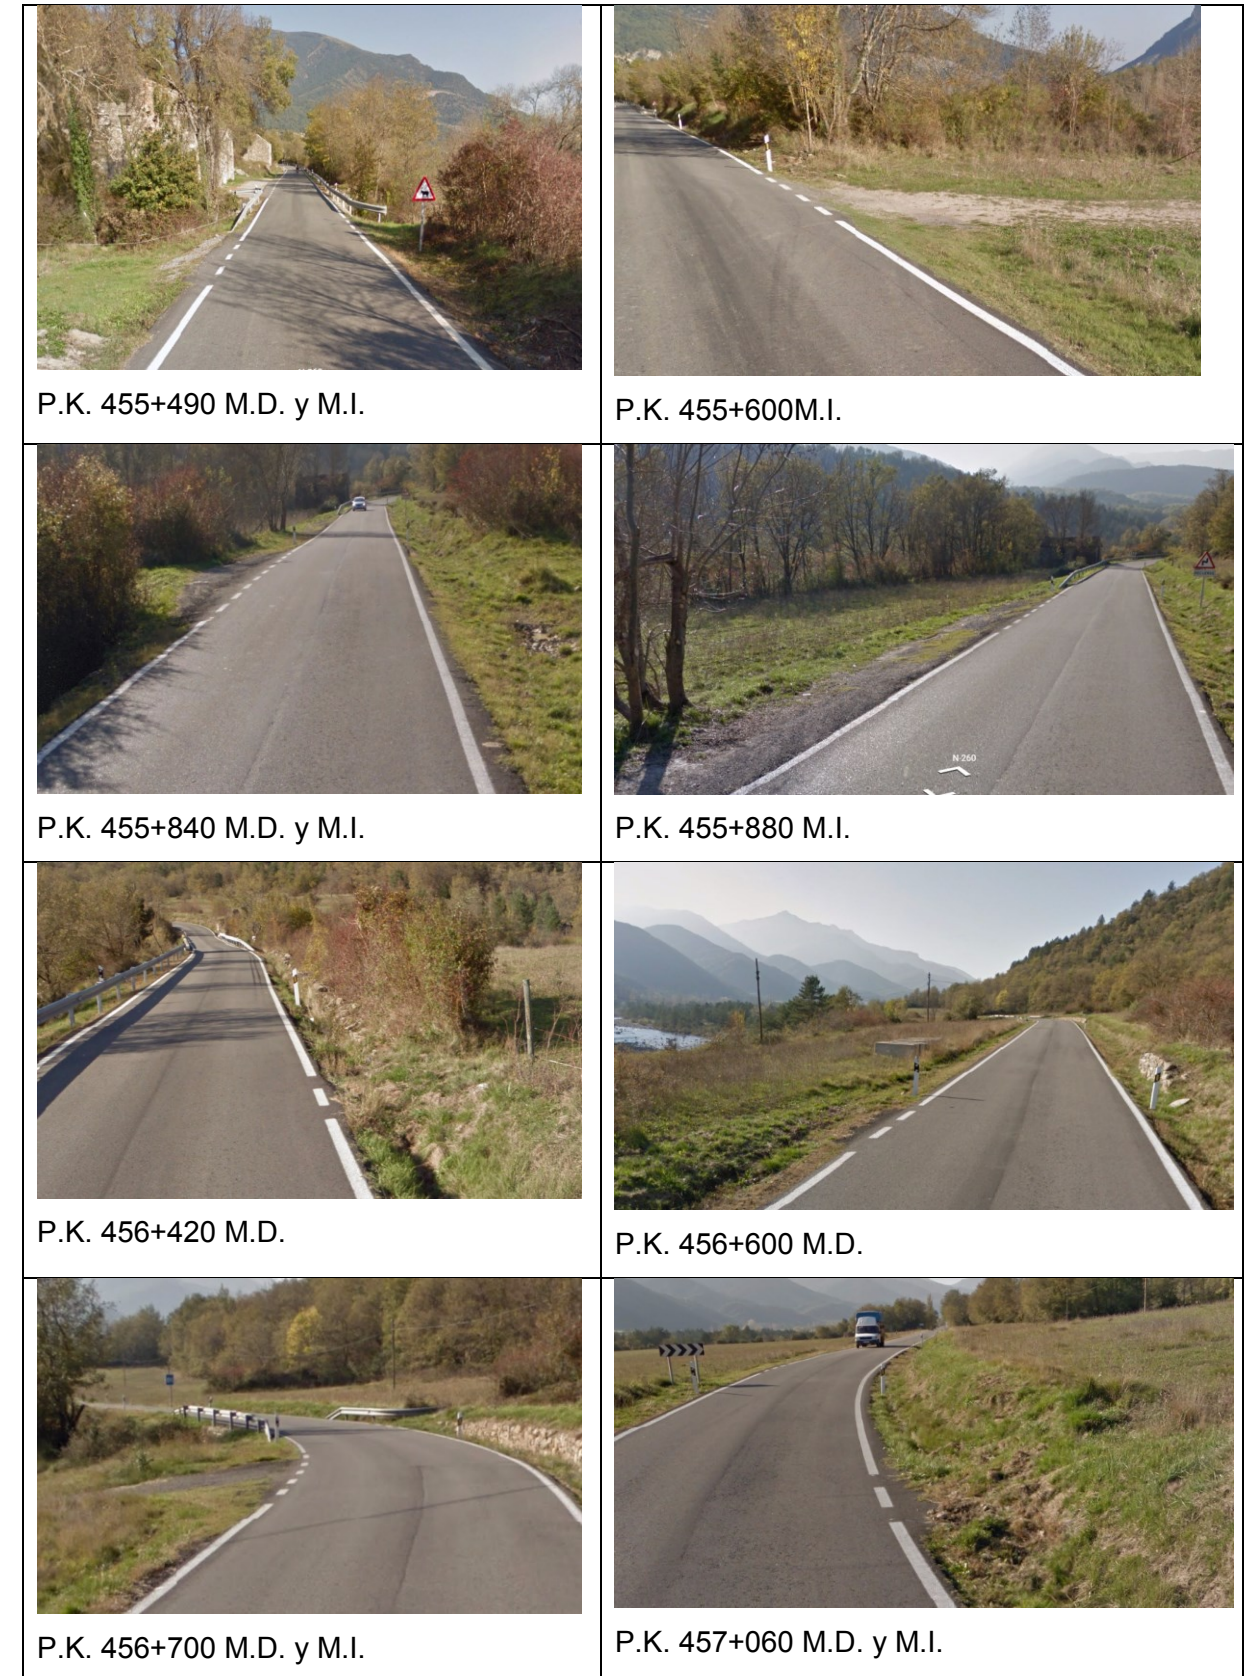 P.K. 455+490 M.D. y M.I.
P.K. 455+600M.I.
P.K. 455+840 M.D. y M.I.
N-260
P.K. 455+880 M.I.
P.K. 456+420 M.D.
P.K. 456+600 M.D.
P.K. 456+700 M.D. y M.I.
P.K. 457+060 M.D. y M.I.